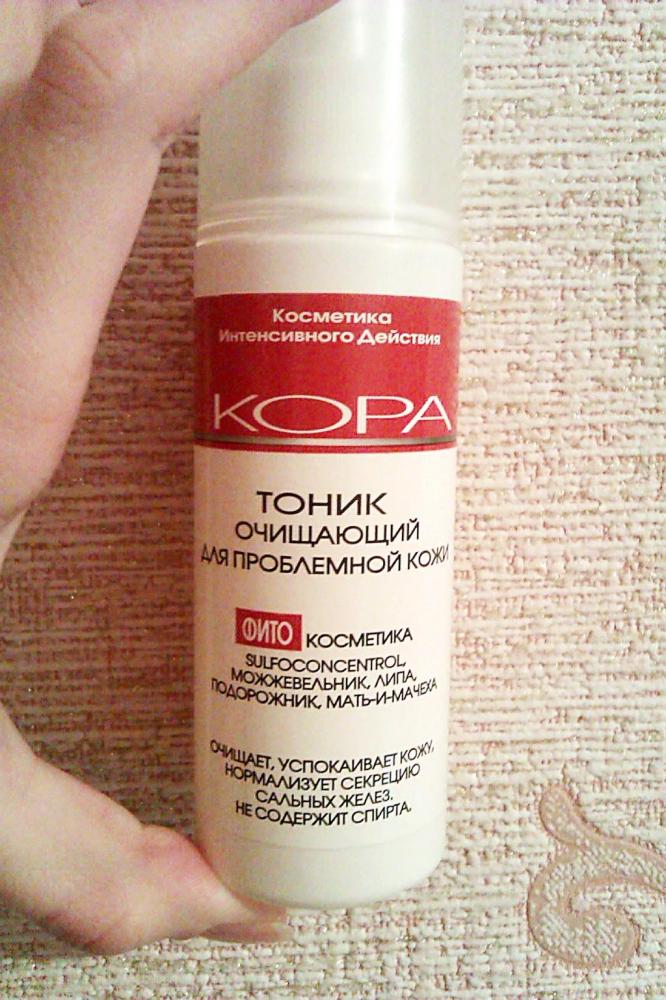 Косметика
Интенсивного Действия
КОРА
ТОНИК
ОЧИЩАЮЩИЙ
ДЛЯ ПРОБЛЕМНОЙ КОЖИ
ФИТО КОСМЕТИКА
SULFOCONCENTROL,
МОЖЖЕВЕЛЬНИК, ЛИПА,
ПОДОРОЖНИК, МАТЬ-И-МАЧЕХА
ОЧИЩАЕТ, УСПОКАИВАЕТ КОЖУ,
НОРМАЛИЗУЕТ СЕКРЕЦИЮ
САЛЬНЫХ ЖЕЛЕЗ.
НЕ СОДЕРЖИТ СПИРТА.